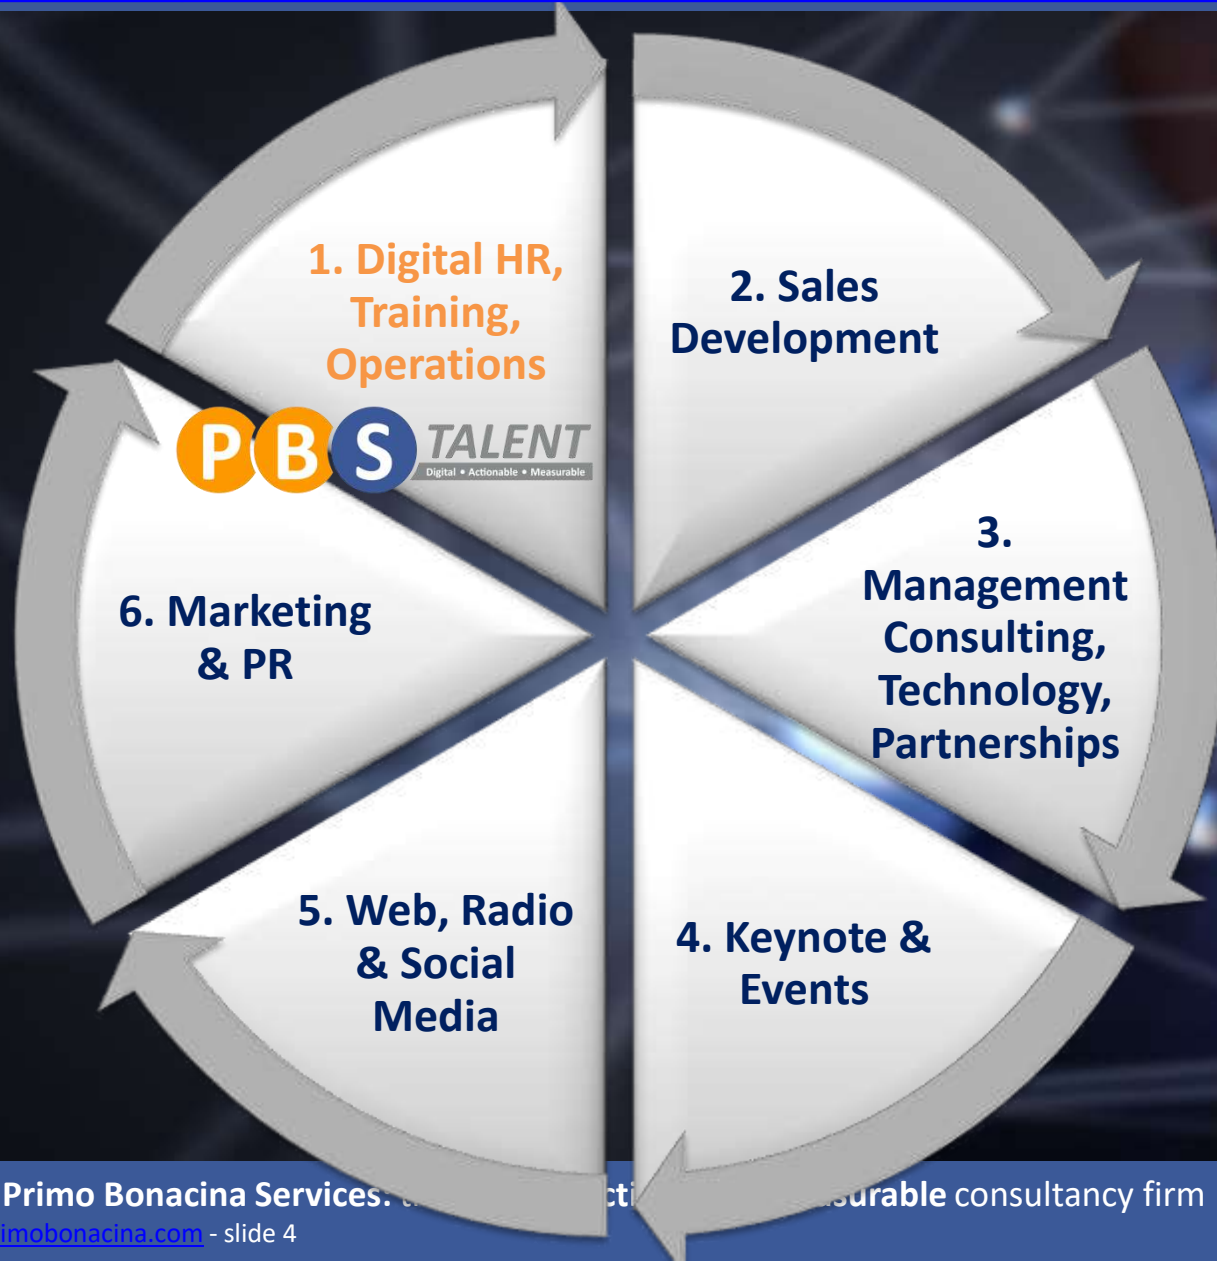 1. Digital HR,
Training,
Operations
PBS TALENT
Digital • Actionable • Measurable
2. Sales
Development
3.
Management
Consulting,
Technology,
Partnerships
4. Keynote &
Events
5. Web, Radio
& Social
Media
6. Marketing
& PR
Primo Bonacina Services: consultancy firm
imobonacina.com - slide 4